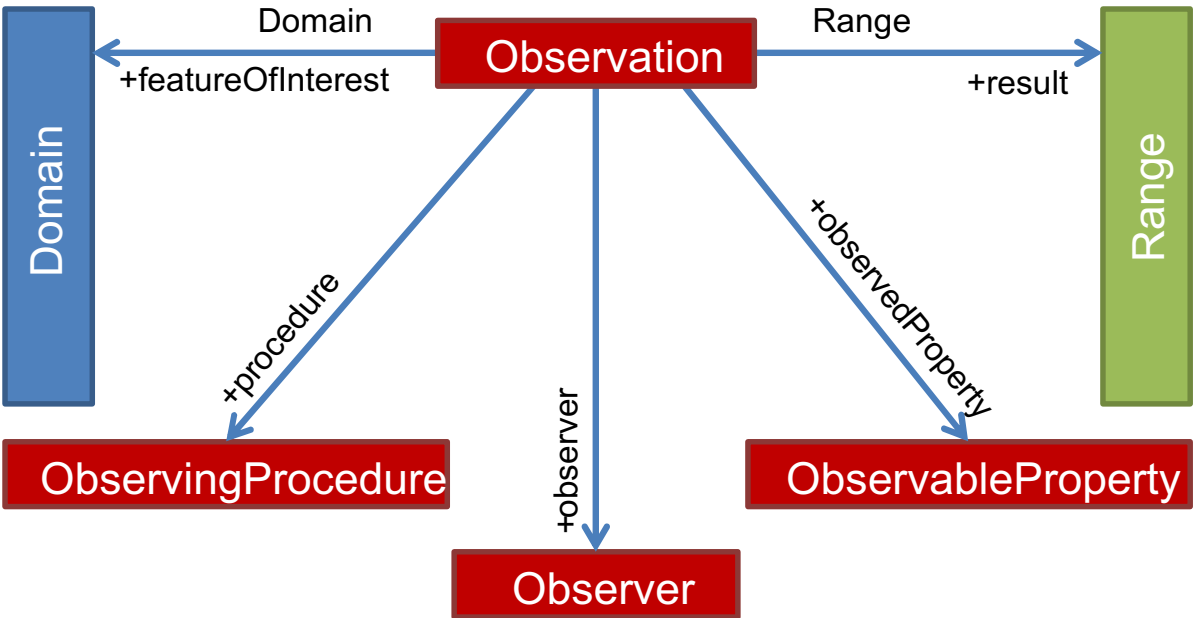 Domain
Observation
Range
+featureOfInterest
+result
Domain
Range
+procedure
+observer
+observedProperty
ObservingProcedure
ObservableProperty
Observer